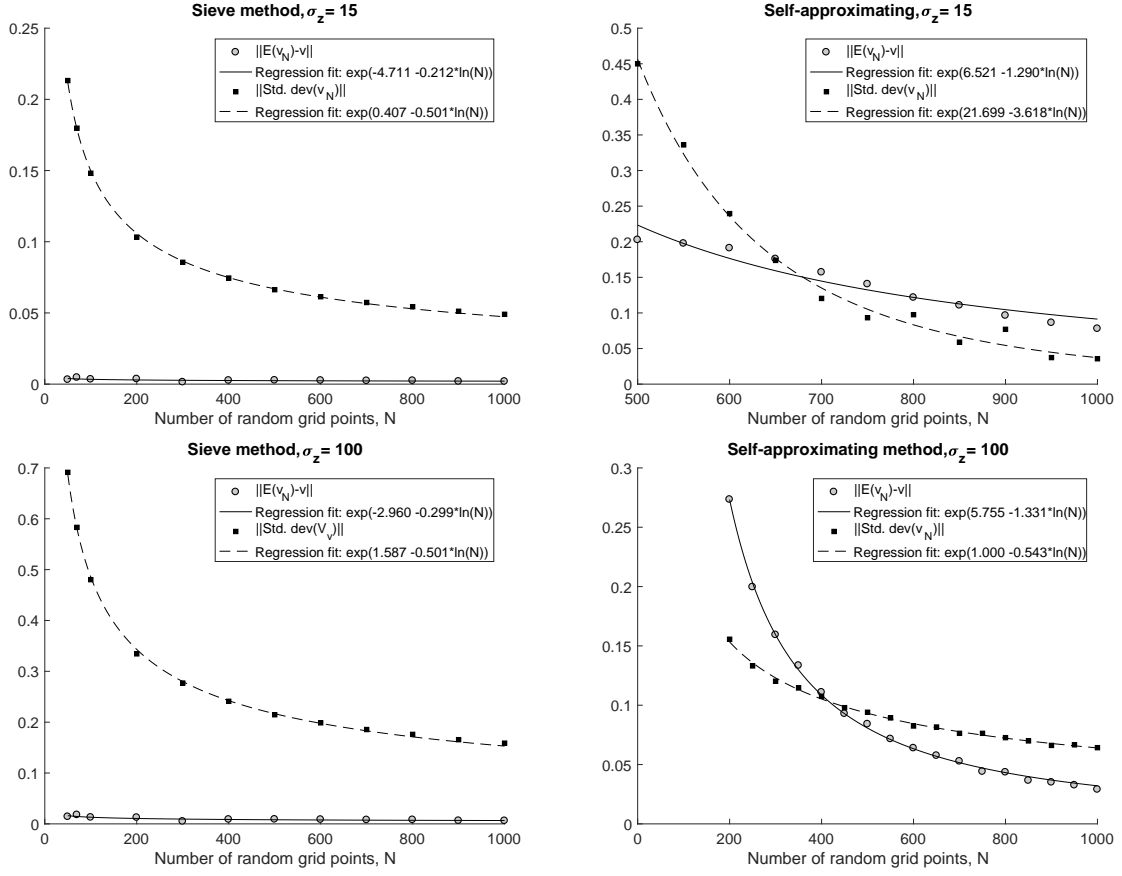 Sieve method, σz= 15
0.25
0.2
0.15
0.1
0.05
0
||E(vN)-v||
Regression fit: exp(-4.711 -0.212*ln(N))
||Std. dev(vN)||
Regression fit: exp(0.407 -0.501*ln(N))
0 200 400 600 800 1000
Number of random grid points, N
Self-approximating, σz= 15
0.5
0.45
0.4
0.35
0.3
0.25
0.2
0.15
0.1
0.05
0
||E(vN)-v||
Regression fit: exp(6.521 -1.290*ln(N))
||Std. dev(vN)||
Regression fit: exp(21.699 -3.618*ln(N))
500 600 700 800 900 1000
Number of random grid points, N
Sieve method, σz= 100
0.7
0.6
0.5
0.4
0.3
0.2
0.1
0
||E(vN)-v||
Regression fit: exp(-2.960 -0.299*ln(N))
||Std. dev(Vv)||
Regression fit: exp(1.587 -0.501*ln(N))
0 200 400 600 800 1000
Number of random grid points, N
Self-approximating method,σz= 100
0.3
0.25
0.2
0.15
0.1
0.05
0
||E(vN)-v||
Regression fit: exp(5.755 -1.331*ln(N))
||Std. dev(vN)||
Regression fit: exp(1.000 -0.543*ln(N))
0 200 400 600 800 1000
Number of random grid points, N